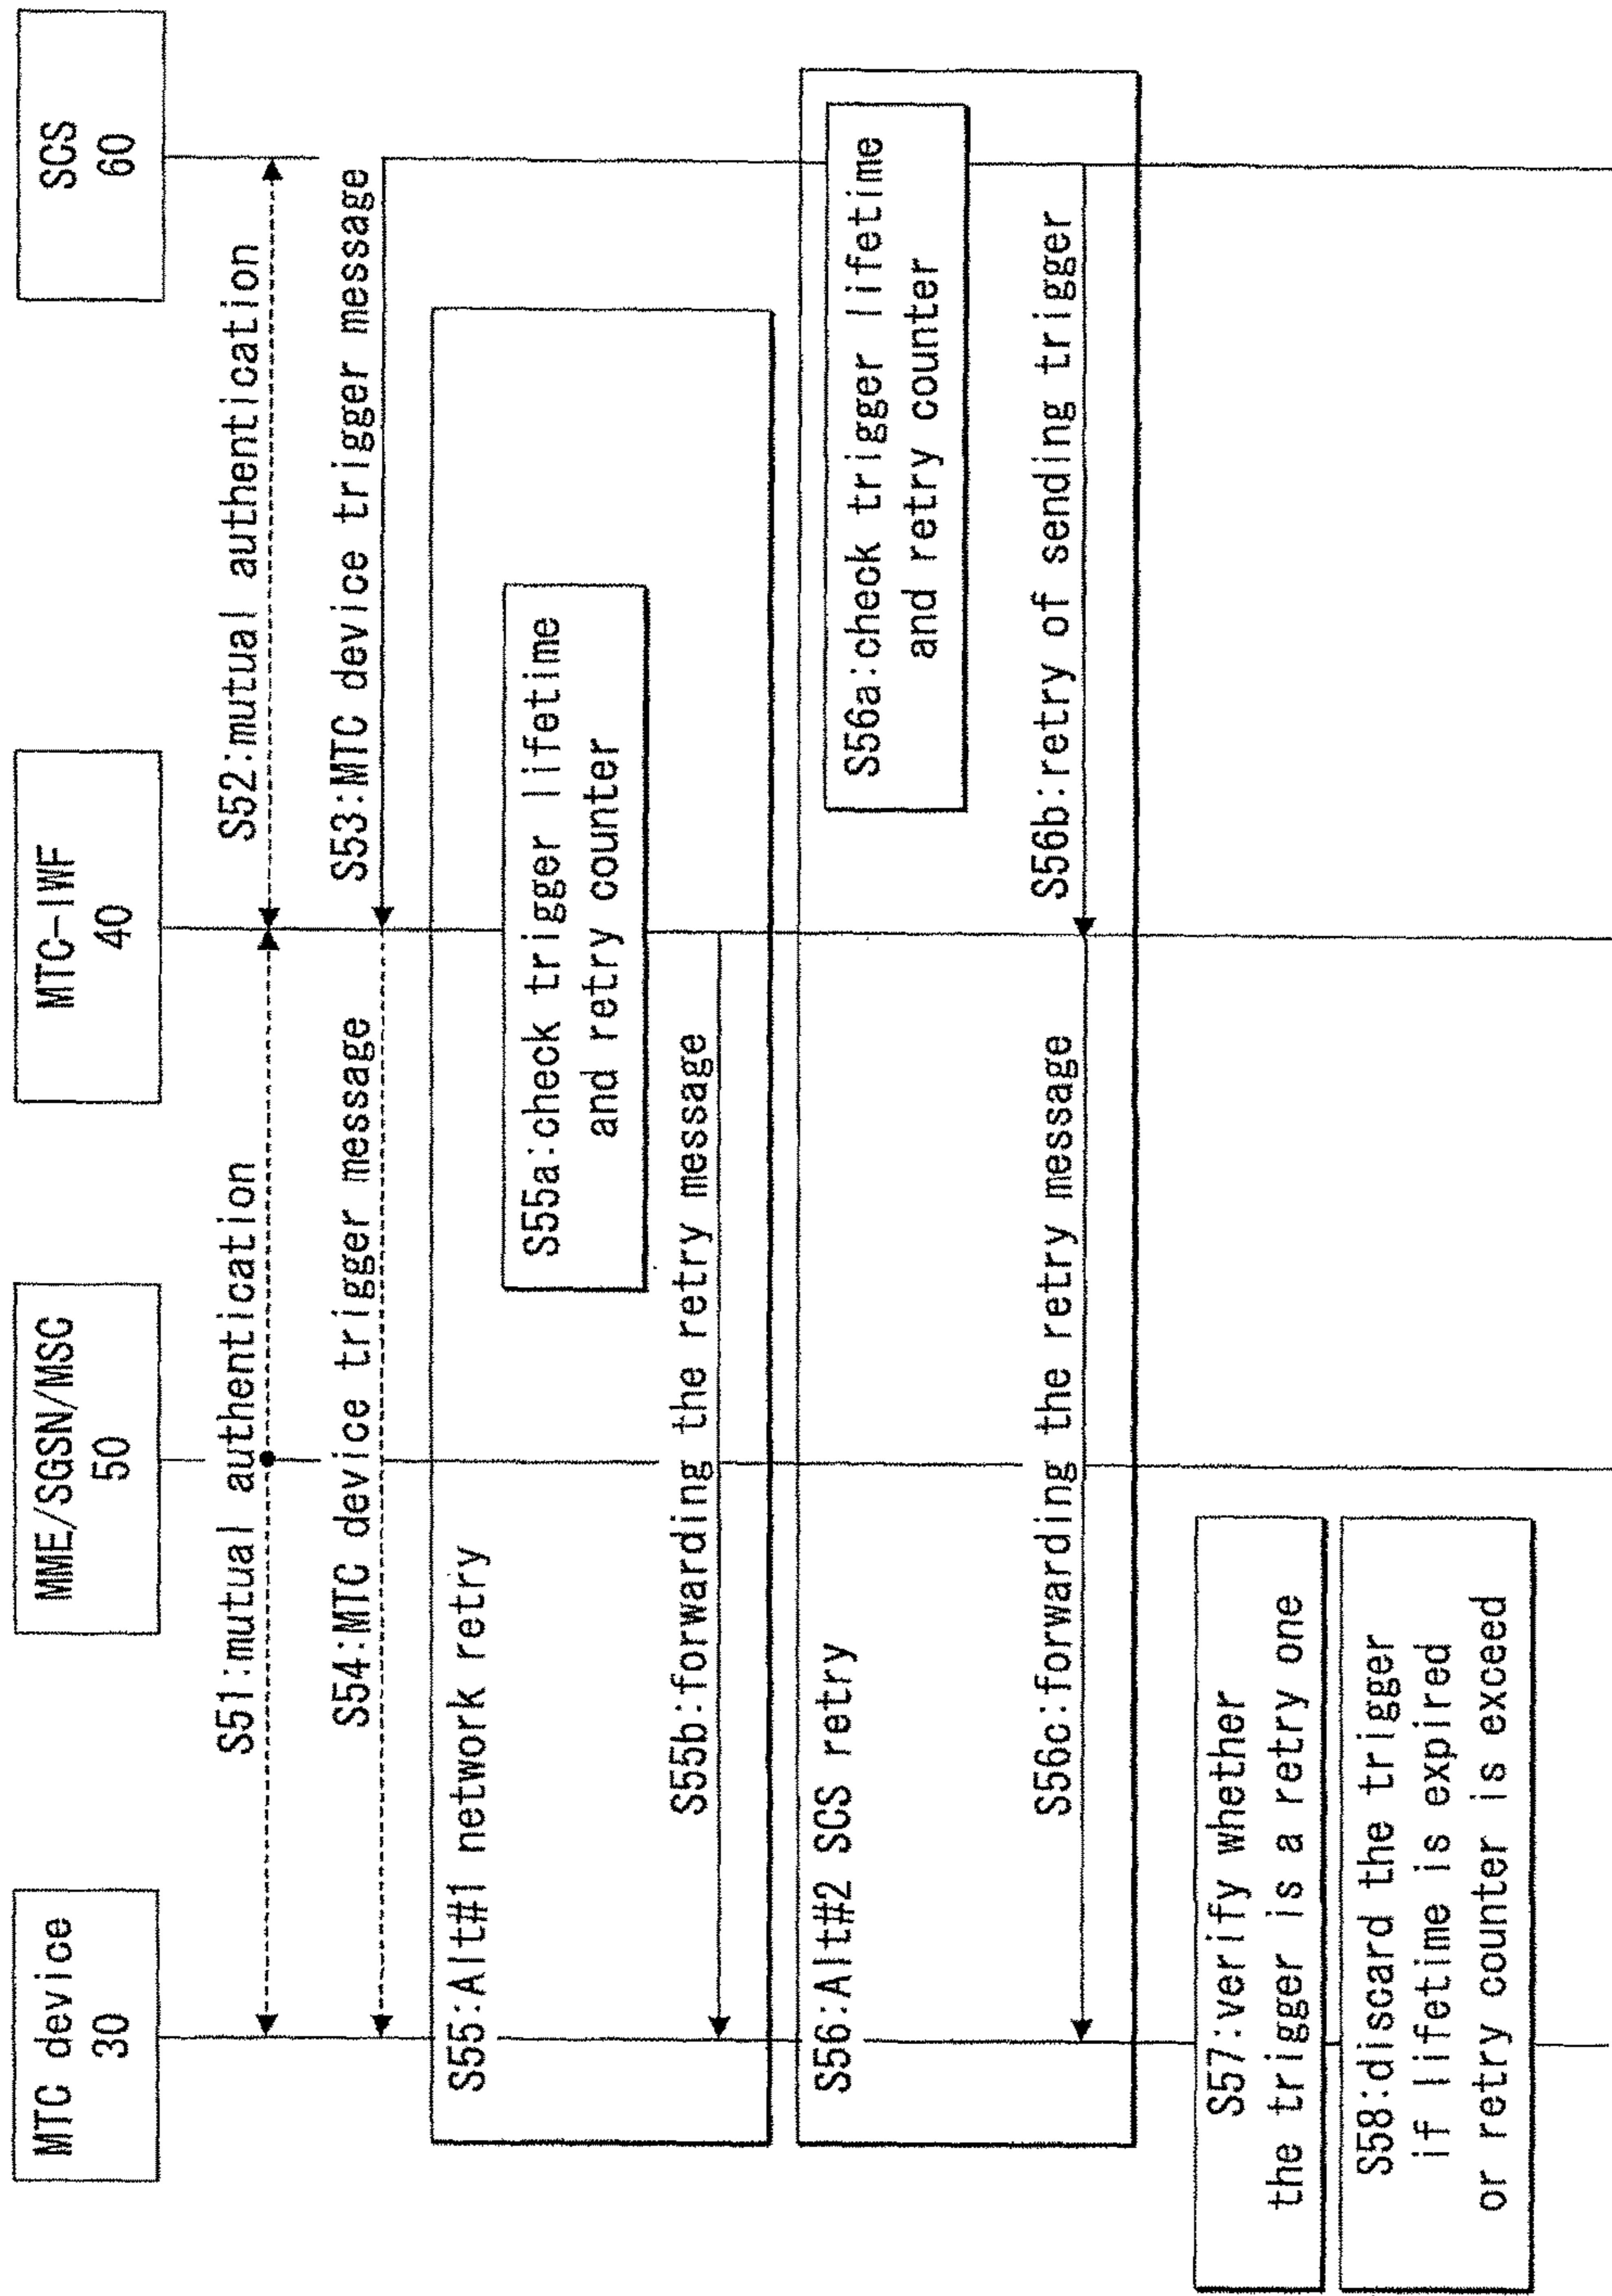 MTC device
30
MME/SGSN/MSC
50
MTC-IWF
40
SCS
60
S51:mutual authentication
S52:mutual authentication
S53:MTC device trigger message
S54:MTC device trigger message
S55:Alt#1 network retry
S55a:check trigger lifetime
and retry counter
S55b:forwarding the retry message
S56:Alt#2 SCS retry
S56a:check trigger lifetime
and retry counter
S56b:retry of sending trigger
S56c:forwarding the retry message
S57:verify whether
the trigger is a retry one
S58:discard the trigger
if lifetime is expired
or retry counter is exceed